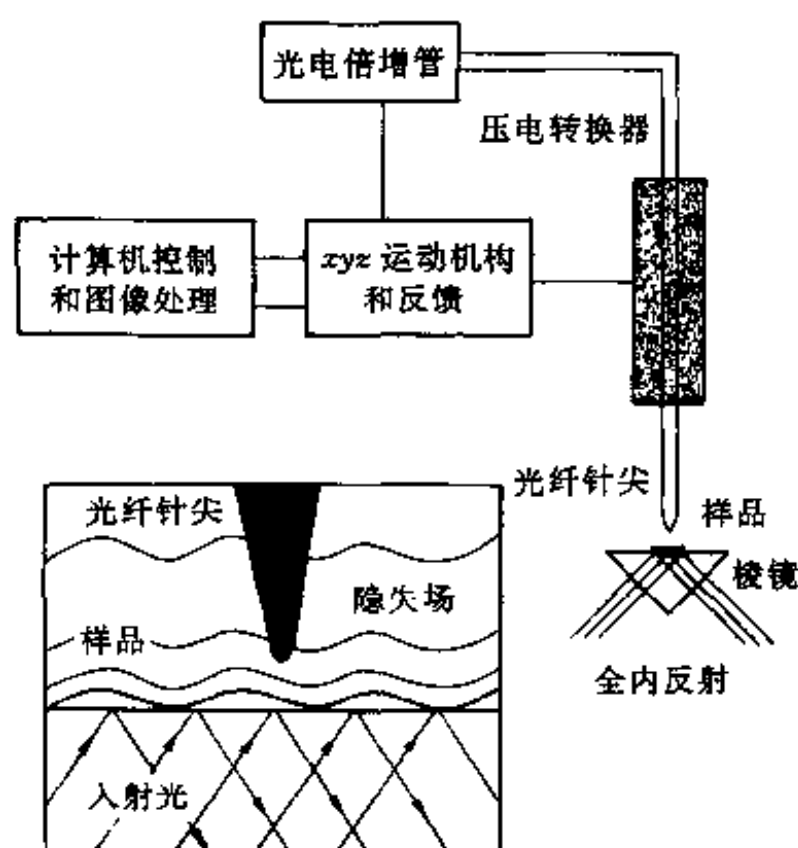 光电倍增管
压电转换器
计算机控制
和图像处理
xyz 运动机构
和反馈
光纤针尖
样品
棱镜
全内反射
光纤针尖
隐失场
样品
入射光